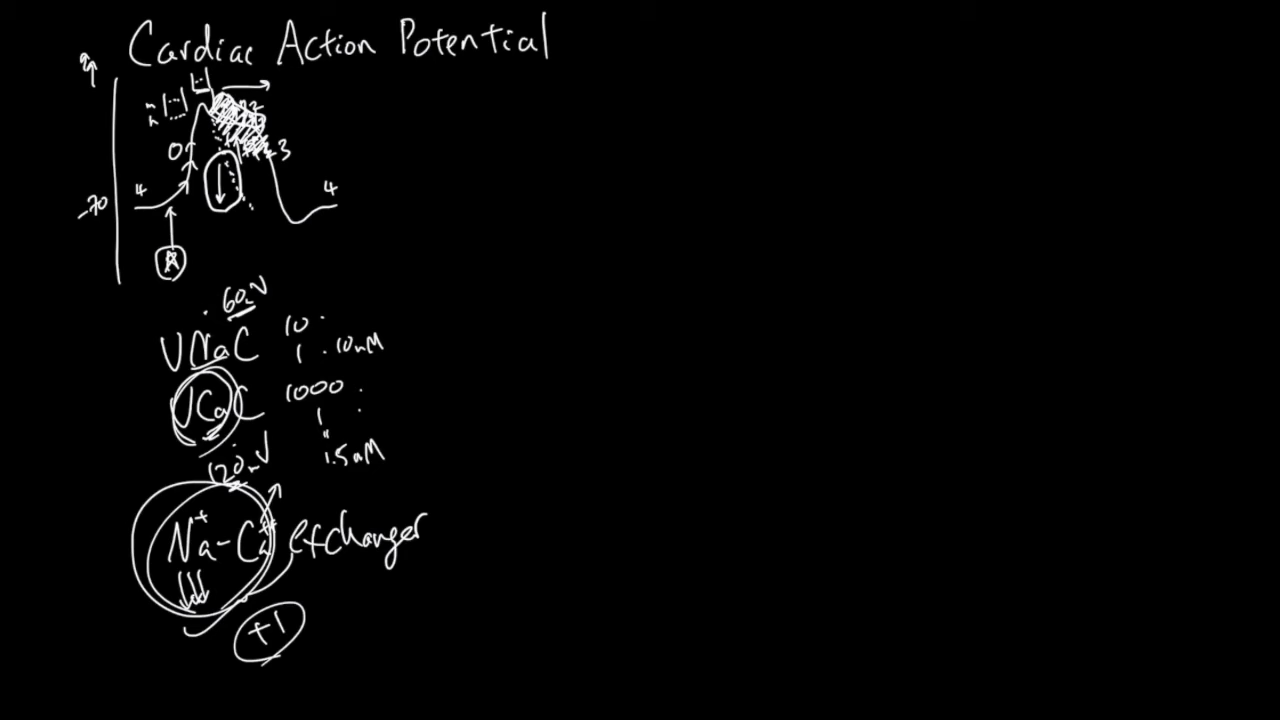 Cardiac Action Potential
m
h
2
0
3
4
4
-70
60mV
VNaC 10
1 10mM
VCaC 1000
1
1.5mM
120mV
Na+-Ca++ exchanger
+1